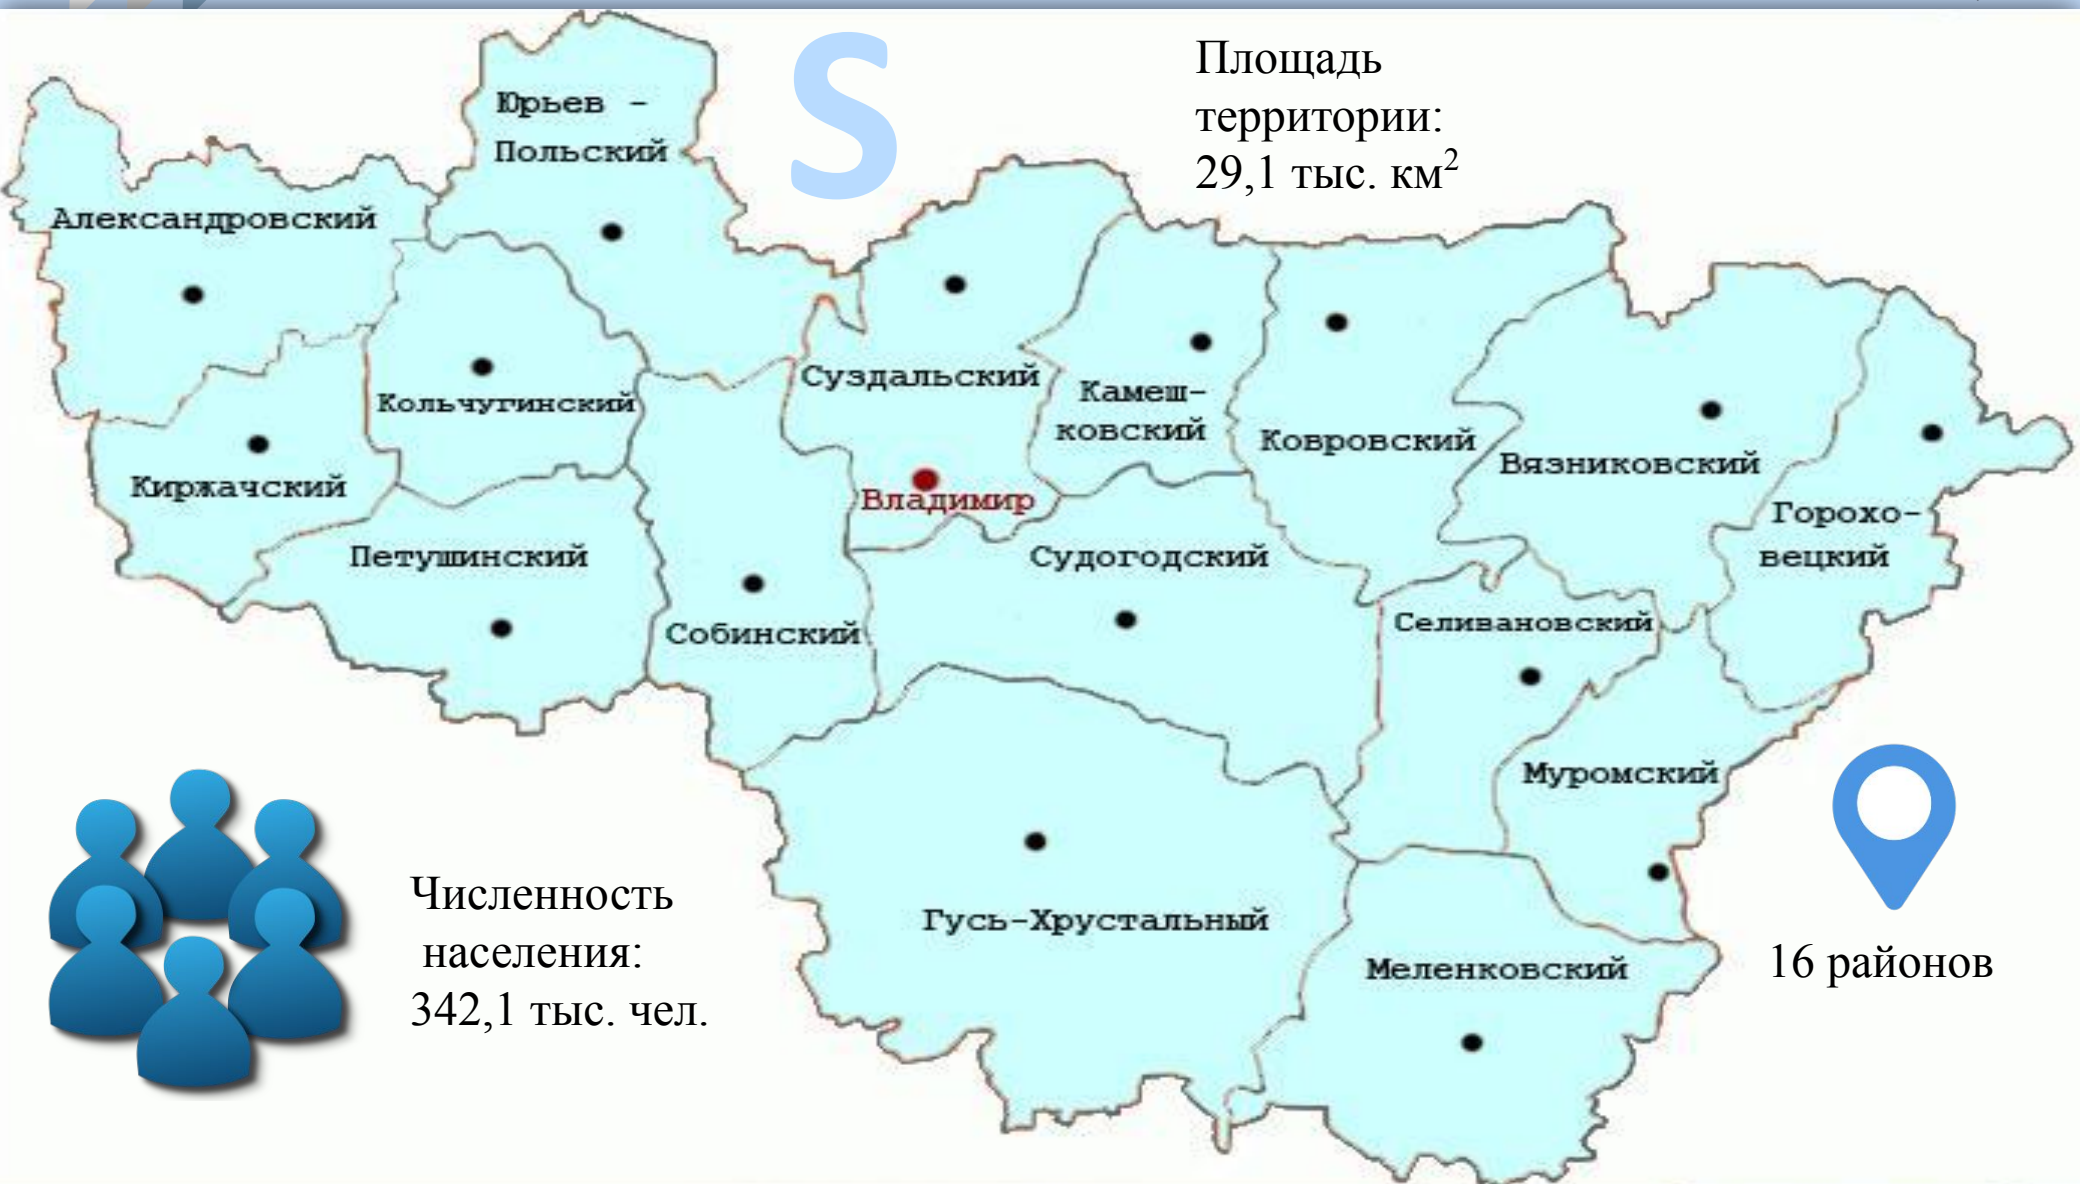 S
Площадь
территории:
29,1 тыс. км²
Юрьев -
Польский
Александровский
Суздальский
Камеш-
ковский
Кольчугинский
Ковровский
Вязниковский
Киржачский
Владимир
Горохо-
вецкий
Петушинский
Судогодский
Собинский
Селивановский
Муромский
Гусь-Хрустальный
Меленковский
Численность
населения:
342,1 тыс. чел.
16 районов